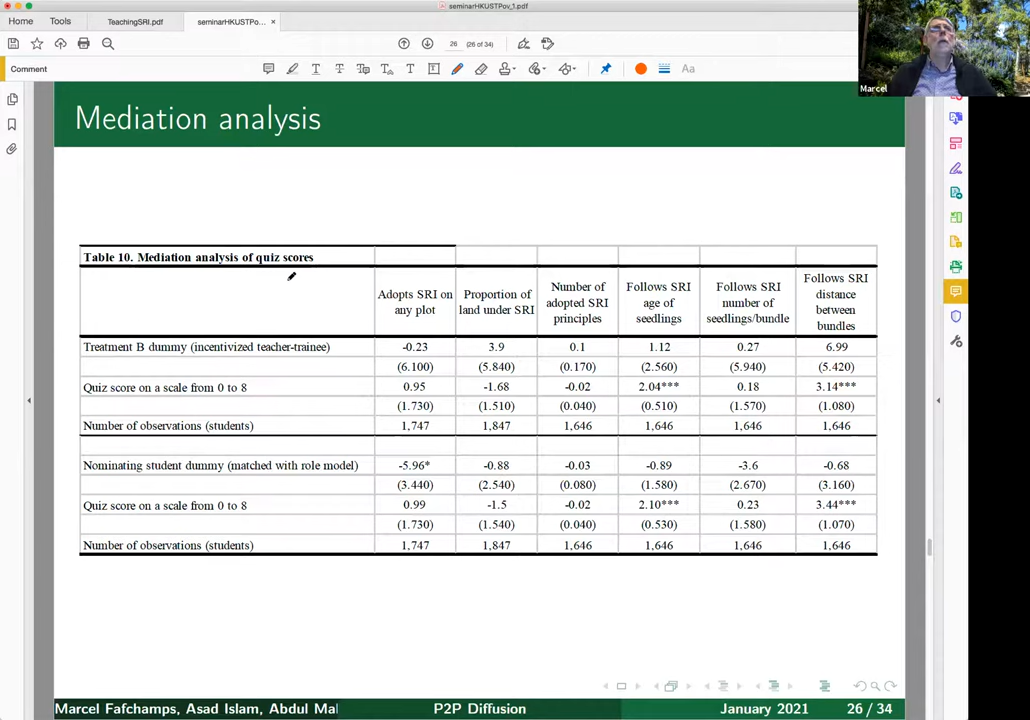 seminarHKUSTPov_1.pdf
Home Tools TeachingSRI.pdf seminarHKUSTPo... ×
26 (26 of 34)
Comment
Aa
Marcel
Mediation analysis
Table 10. Mediation analysis of quiz scores
Adopts SRI on any plot Proportion of land under SRI Number of adopted SRI principles Follows SRI age of seedlings Follows SRI number of seedlings/bundle Follows SRI distance between bundles
Treatment B dummy (incentivized teacher-trainee) -0.23 3.9 0.1 1.12 0.27 6.99
(6.100) (5.840) (0.170) (2.560) (5.940) (5.420)
Quiz score on a scale from 0 to 8 0.95 -1.68 -0.02 2.04*** 0.18 3.14***
(1.730) (1.510) (0.040) (0.510) (1.570) (1.080)
Number of observations (students) 1,747 1,847 1,646 1,646 1,646 1,646
Nominating student dummy (matched with role model) -5.96* -0.88 -0.03 -0.89 -3.6 -0.68
(3.440) (2.540) (0.080) (1.580) (2.670) (3.160)
Quiz score on a scale from 0 to 8 0.99 -1.5 -0.02 2.10*** 0.23 3.44***
(1.730) (1.540) (0.040) (0.530) (1.580) (1.070)
Number of observations (students) 1,747 1,847 1,646 1,646 1,646 1,646
Marcel Fafchamps, Asad Islam, Abdul Mal P2P Diffusion January 2021 26 / 34